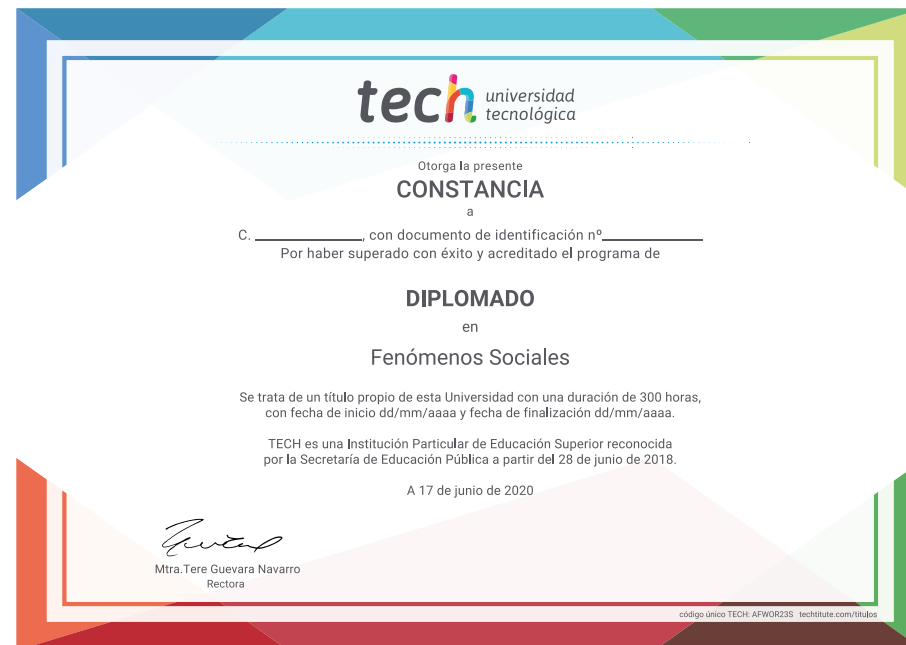 tech universidad
tecnológica
Otorga la presente
CONSTANCIA
a
C. ____________, con documento de identificación nº___________
Por haber superado con éxito y acreditado el programa de
DIPLOMADO
en
Fenómenos Sociales
Se trata de un título propio de esta Universidad con una duración de 300 horas,
con fecha de inicio dd/mm/aaaa y fecha de finalización dd/mm/aaaa.
TECH es una Institución Particular de Educación Superior reconocida
por la Secretaría de Educación Pública a partir del 28 de junio de 2018.
A 17 de junio de 2020
Mtra.Tere Guevara Navarro
Rectora
código único TECH: AFWOR23S techtitute.com/titulos